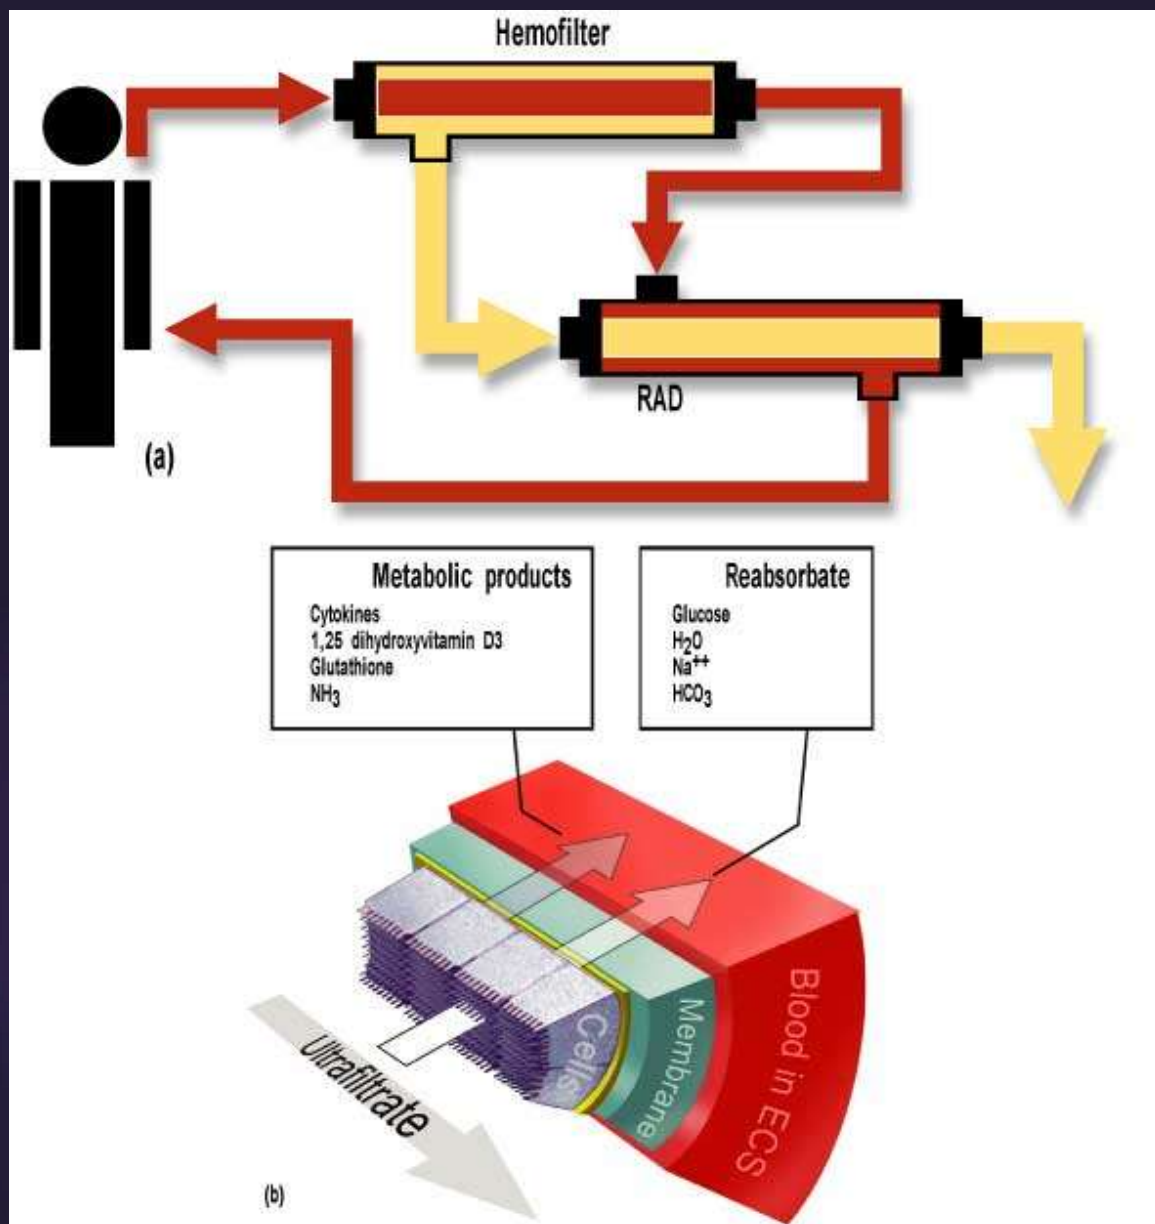 Hemofilter
RAD
(a)
Metabolic products
Cytokines
1,25 dihydroxyvitamin D3
Glutathione
NH3
Reabsorbate
Glucose
H2O
Na++
HCO3
Cells
Membrane
Blood in ECS
Ultrafiltrate
(b)